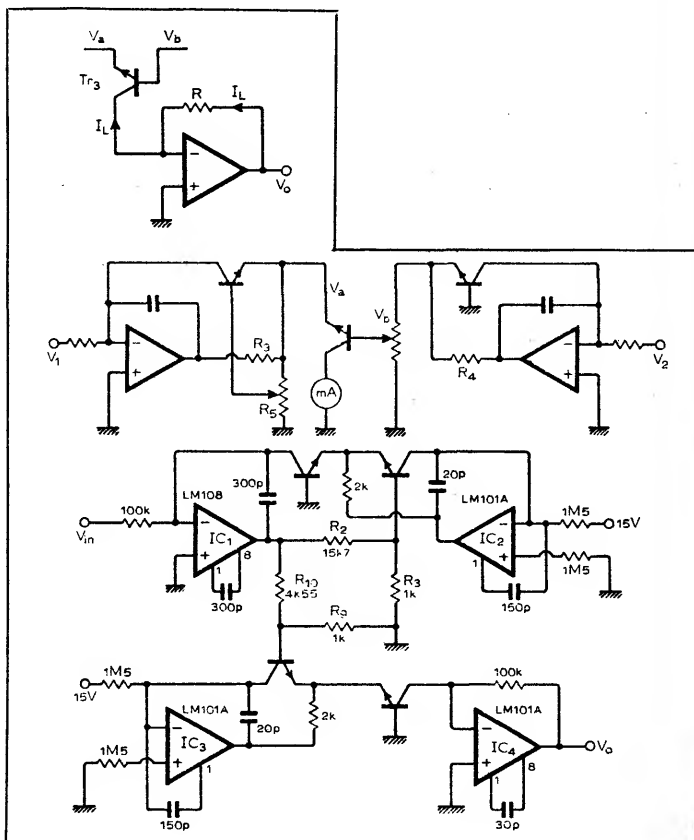 Va
Vb
Tr3
R
IL
IL
−
+
Vo
Va
Vb
V1
−
+
R3
R5
mA
R4
−
+
V2
300p
2k
20p
100k
LM108
LM101A
1M5
Vin
−
+
IC1
R2
15k7
IC2
−
+
15V
1
8
R10
4k55
R3
1k
1
1M5
300p
150p
R9
1k
1M5
15V
LM101A
20p
2k
100k
LM101A
1M5
−
+
IC3
1
−
+
IC4
8
1
Vo
150p
30p